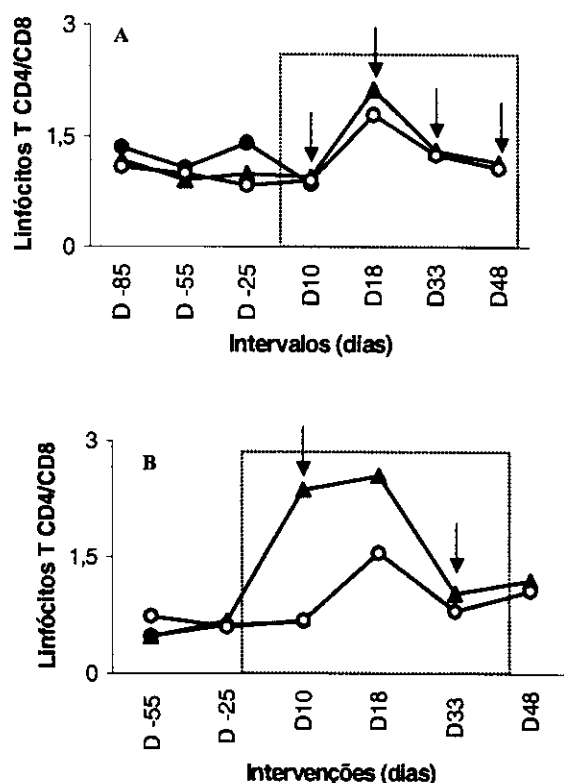 A
Linfócitos T CD4/CD8
3
1,5
0
D -85
D -55
D -25
D10
D18
D33
D48
Intervalos (dias)
B
Linfócitos T CD4/CD8
3
1,5
0
D -55
D -25
D10
D18
D33
D48
Intervenções (dias)